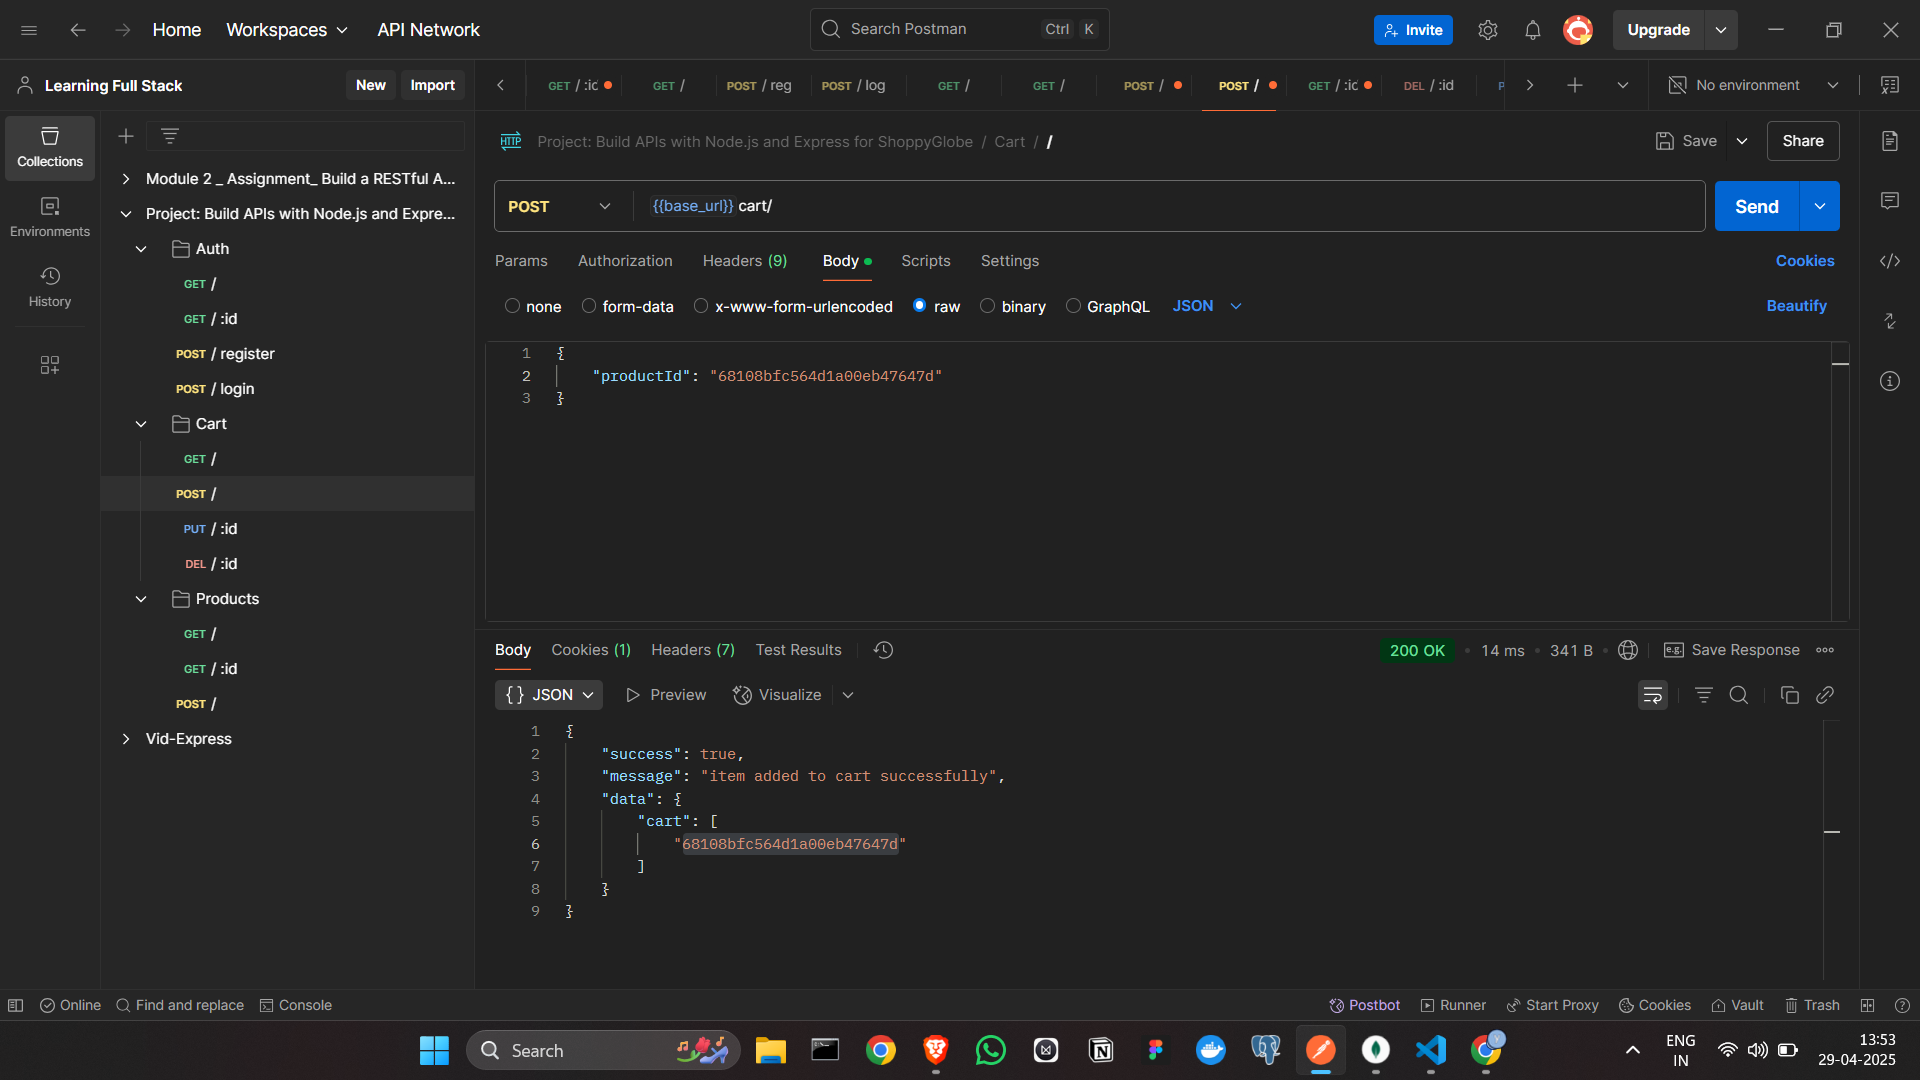 Home Workspaces API Network Search Postman Ctrl K Invite Upgrade
Learning Full Stack New Import
GET / :ic GET / POST / reg POST / log GET / GET / POST / POST / GET / :ic DEL / :id No environment
Collections
Environments
History
Module 2 _ Assignment_ Build a RESTful A...
Project: Build APIs with Node.js and Expre...
Auth
GET /
GET / :id
POST / register
POST / login
Cart
GET /
POST /
PUT / :id
DEL / :id
Products
GET /
GET / :id
POST /
Vid-Express
HTTP Project: Build APIs with Node.js and Express for ShoppyGlobe / Cart / / Save Share
POST {{base_url}} cart/ Send
Params Authorization Headers (9) Body Scripts Settings Cookies
none form-data x-www-form-urlencoded raw binary GraphQL JSON Beautify
1 {
2 "productId": "68108bfc564d1a00eb47647d"
3 }
Body Cookies (1) Headers (7) Test Results 200 OK 14 ms 341 B e.g. Save Response
{} JSON Preview Visualize
1 {
2 "success": true,
3 "message": "item added to cart successfully",
4 "data": {
5 "cart": [
6 "68108bfc564d1a00eb47647d"
7 ]
8 }
9 }
Online Find and replace Console Postbot Runner Start Proxy Cookies Vault Trash
Search
ENG
IN
13:53
29-04-2025